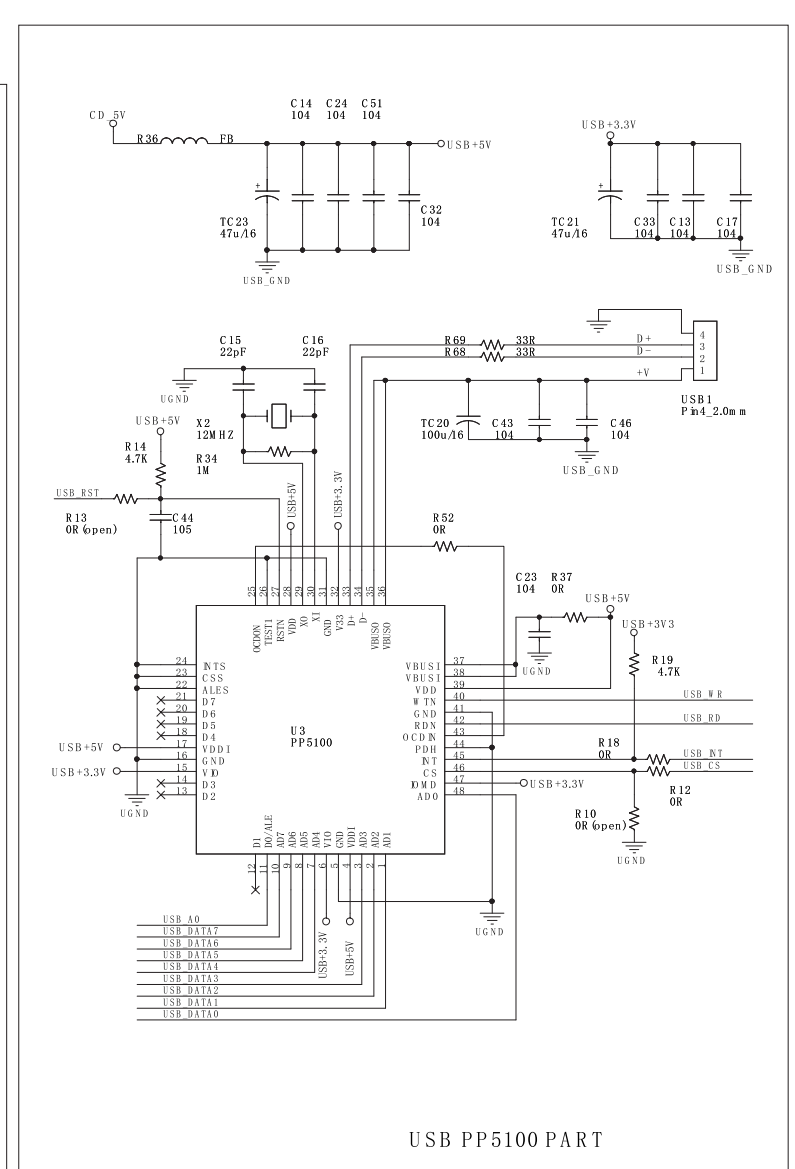 C14 C24 C51
104 104 104
CD_5V
R36 FB
USB+5V
TC23
47u/16
C32
104
USB_GND
USB+3.3V
TC21
47u/16
C33
104
C13
104
C17
104
USB_GND
C15
22pF
C16
22pF
UGND
X2
12MHZ
R34
1M
R69 33R
R68 33R
D+
D-
+V
4
3
2
1
USB1
Pin4_2.0mm
TC20
100u/16
C43
104
C46
104
USB_GND
USB+5V
R14
4.7K
USB_RST
R13
0R(open)
C44
105
USB+5V
USB+3.3V
R52
0R
25 26 27 28 29 30 31 32 33 34 35 36
OCDON TEST1 RSTN VDD XO XI GND V33 D+ D- VBUSO VBUSO
C23
104
R37
0R
USB+5V
UGND
USB+3V3
R19
4.7K
24 INTS
23 CSS
22 ALES
21 D7
20 D6
19 D5
18 D4
17 VDDI
16 GND
15 VIO
14 D3
13 D2
USB+5V
USB+3.3V
UGND
U3
PP5100
VBUSI 37
VBUSI 38
VDD 39
WTN 40
GND 41
RDN 42
OCDIN 43
PDH 44
INT 45
CS 46
IOMD 47
AD0 48
USB_WR
USB_RD
USB_INT
USB_CS
R18
0R
R12
0R
USB+3.3V
R10
0R(open)
UGND
D1 DO/ALE AD7 AD6 AD5 AD4 VIO GND VDDI AD3 AD2 AD1
12 11 10 9 8 7 6 5 4 3 2 1
USB+3.3V
USB+5V
UGND
USB_A0
USB_DATA7
USB_DATA6
USB_DATA5
USB_DATA4
USB_DATA3
USB_DATA2
USB_DATA1
USB_DATA0
USB PP5100 PART